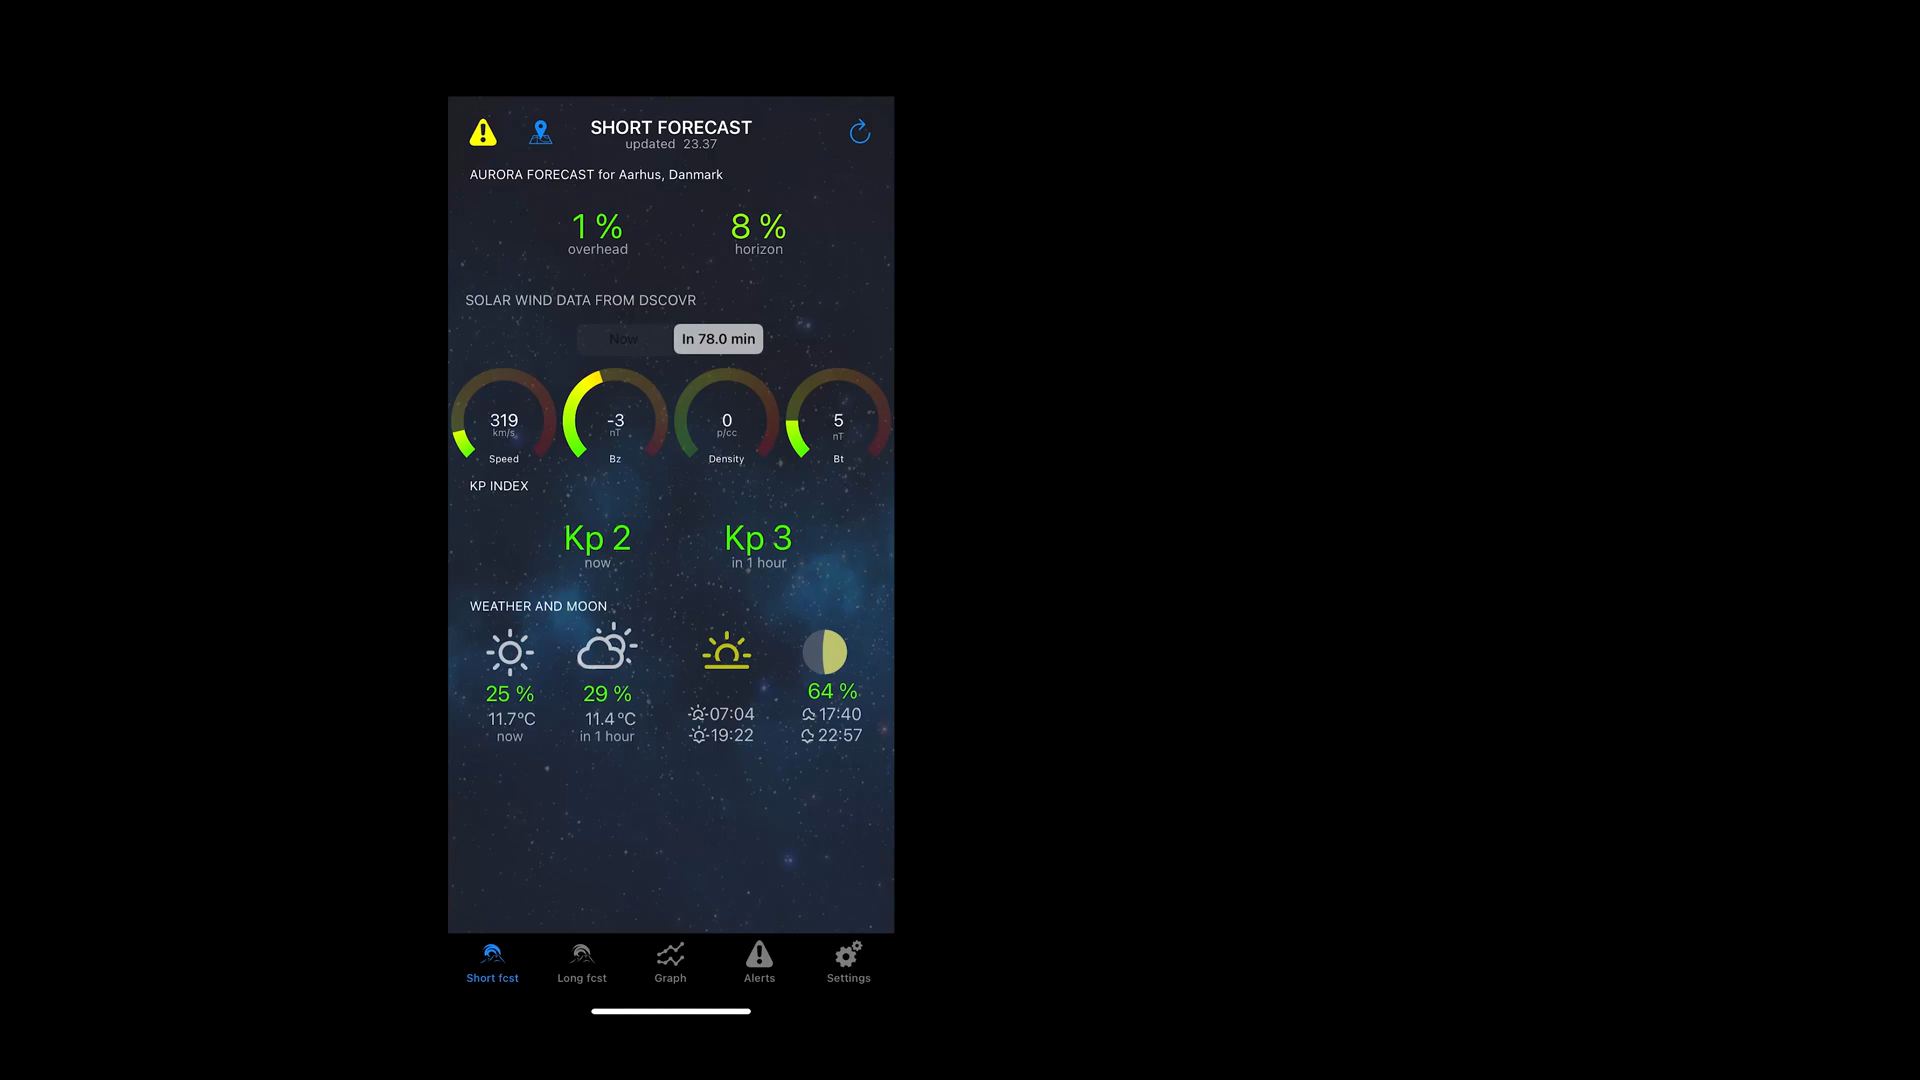 SHORT FORECAST
updated 23.37
AURORA FORECAST for Aarhus, Danmark
1 % 8 %
overhead horizon
SOLAR WIND DATA FROM DSCOVR
Now In 78.0 min
319 -3 0 5
km/s nT p/cc nT
Speed Bz Density Bt
KP INDEX
Kp 2 Kp 3
now in 1 hour
WEATHER AND MOON
25 % 29 % 64 %
11.7°C 11.4°C 07:04 17:40
now in 1 hour 19:22 22:57
Short fcst Long fcst Graph Alerts Settings